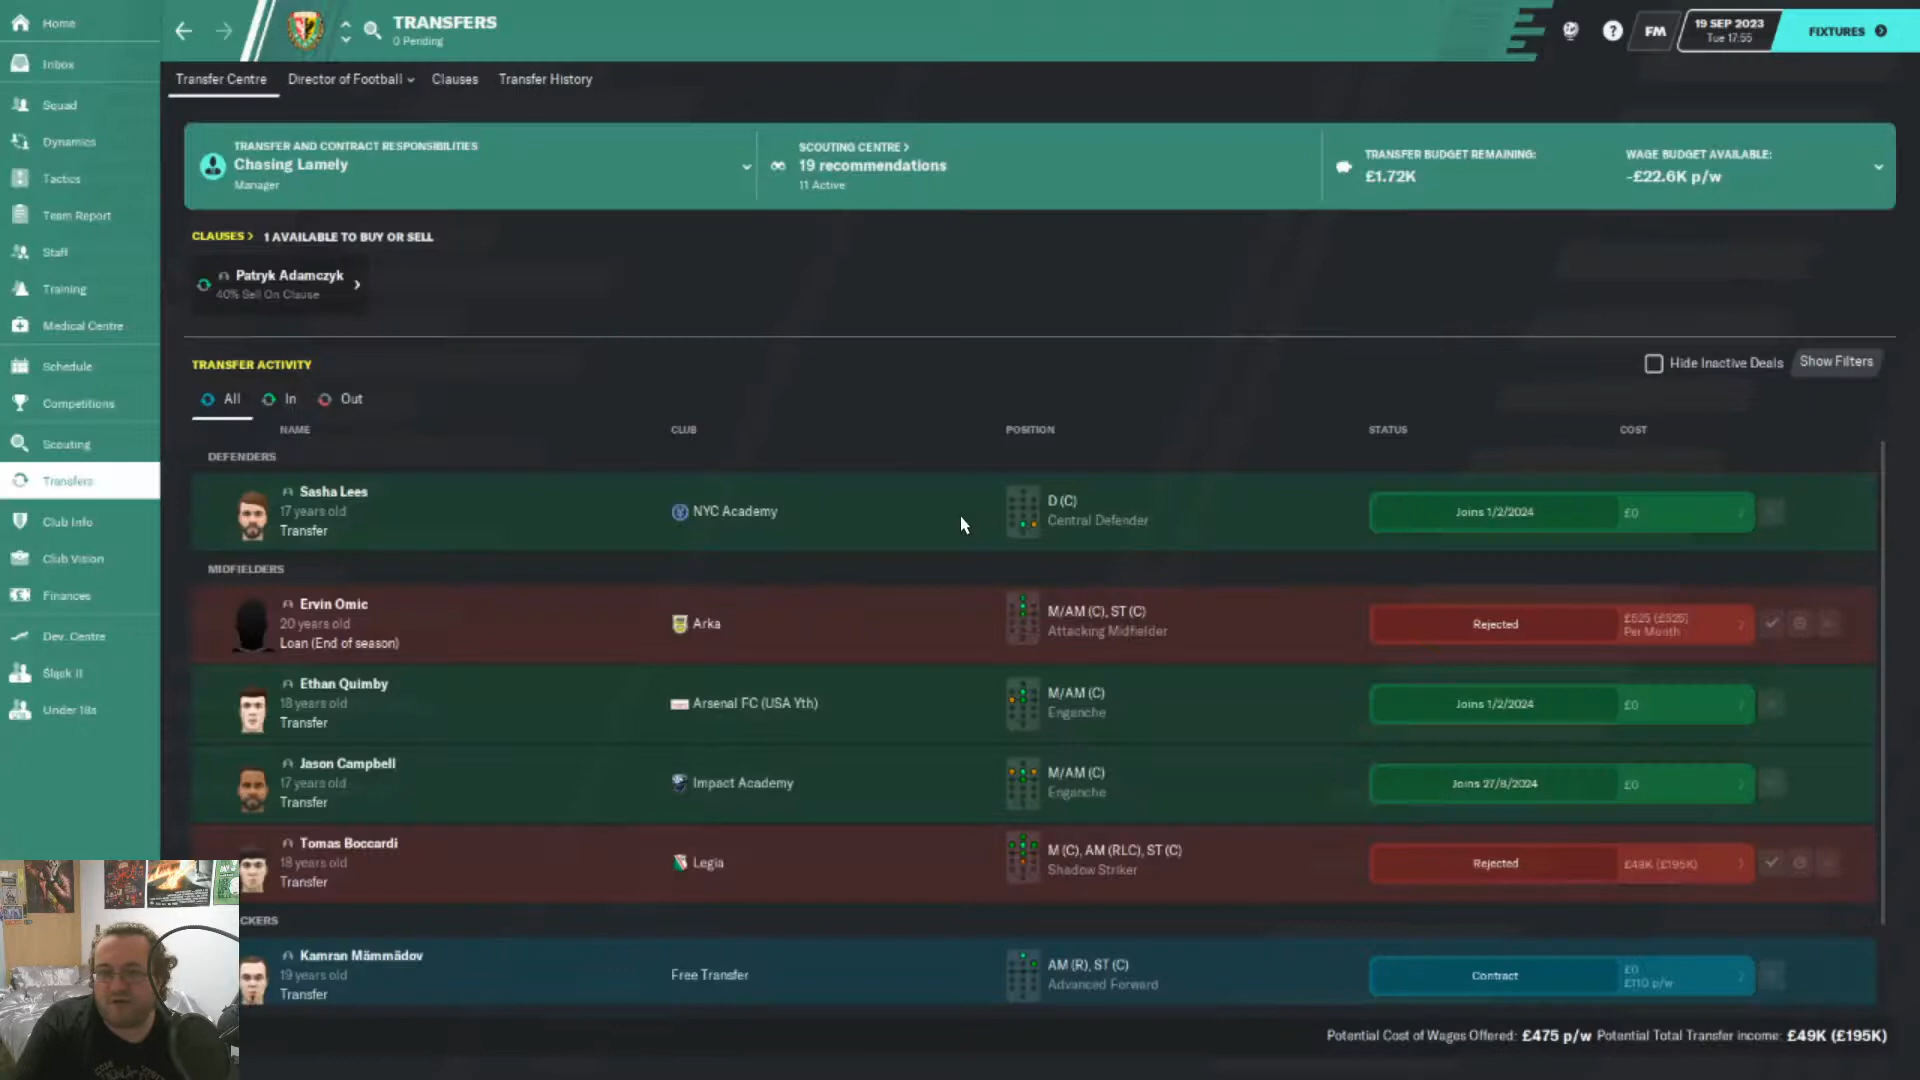 Home
Inbox
Squad
Dynamics
Tactics
Team Report
Staff
Training
Medical Centre
Schedule
Competitions
Scouting
Transfers
Club Info
Club Vision
Finances
Dev. Centre
Śląsk II
Under 18s
TRANSFERS
0 Pending
FM
19 SEP 2023
Tue 17:55
FIXTURES
Transfer Centre Director of Football Clauses Transfer History
TRANSFER AND CONTRACT RESPONSIBILITIES
Chasing Lamely
Manager
SCOUTING CENTRE >
19 recommendations
11 Active
TRANSFER BUDGET REMAINING:
£1.72K
WAGE BUDGET AVAILABLE:
-£22.6K p/w
CLAUSES > 1 AVAILABLE TO BUY OR SELL
Patryk Adamczyk
40% Sell On Clause
TRANSFER ACTIVITY
Hide Inactive Deals Show Filters
All In Out
NAME CLUB POSITION STATUS COST
DEFENDERS
Sasha Lees
17 years old
Transfer
NYC Academy
D (C)
Central Defender
Joins 1/2/2024 £0
MIDFIELDERS
Ervin Omic
20 years old
Loan (End of season)
Arka
M/AM (C), ST (C)
Attacking Midfielder
Rejected
£525 (£525)
Per Month
Ethan Quimby
18 years old
Transfer
Arsenal FC (USA Yth)
M/AM (C)
Enganche
Joins 1/2/2024 £0
Jason Campbell
17 years old
Transfer
Impact Academy
M/AM (C)
Enganche
Joins 27/8/2024 £0
Tomas Boccardi
18 years old
Transfer
Legia
M (C), AM (RLC), ST (C)
Shadow Striker
Rejected £49K (£195K)
CKERS
Kamran Mämmädov
19 years old
Transfer
Free Transfer
AM (R), ST (C)
Advanced Forward
Contract
£0
£110 p/w
Potential Cost of Wages Offered: £475 p/w Potential Total Transfer income: £49K (£195K)